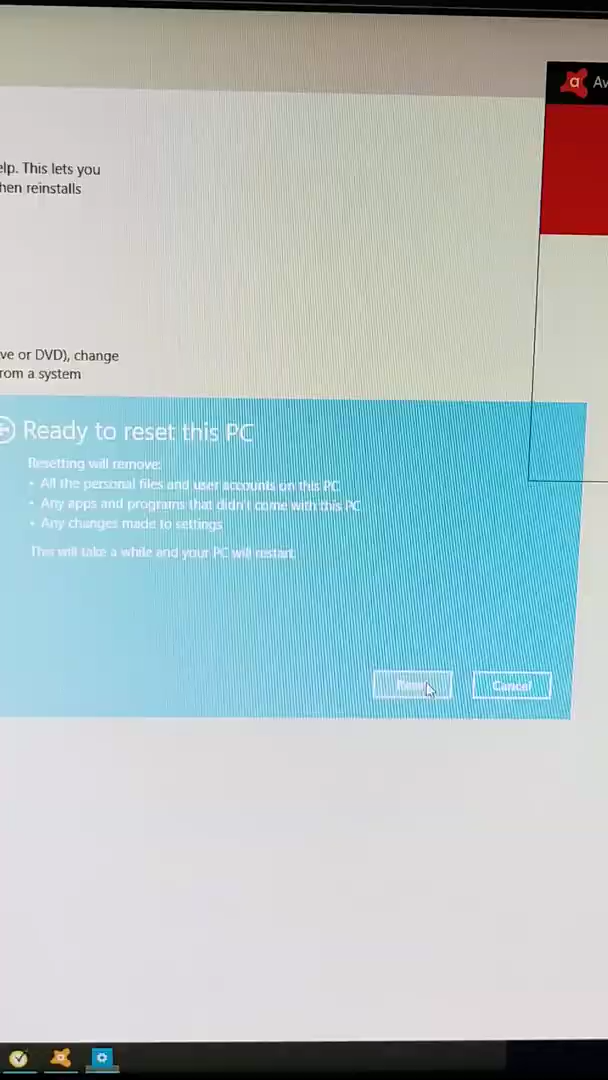 elp. This lets you
hen reinstalls
ve or DVD), change
rom a system
Ready to reset this PC
Resetting will remove:
• All the personal files and user accounts on this PC
• Any apps and programs that didn't come with this PC
• Any changes made to settings
This will take a while and your PC will restart.
Reset
Cancel
a Av